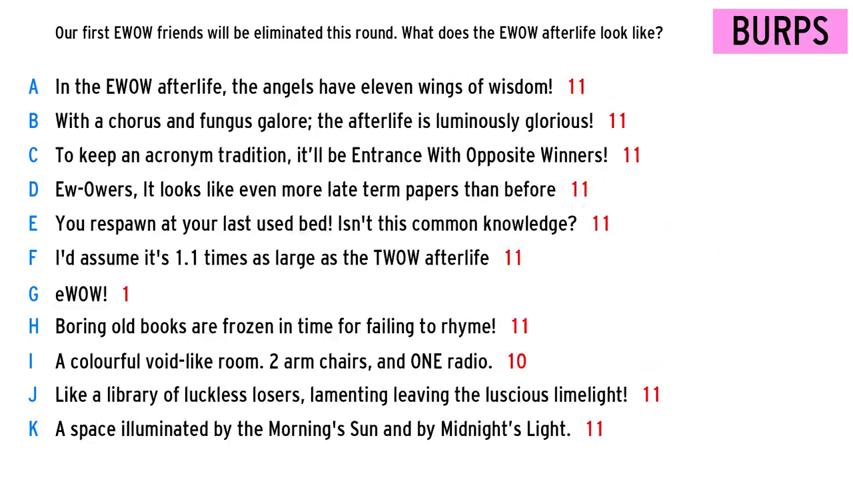 Our first EWOW friends will be eliminated this round. What does the EWOW afterlife look like?
BURPS
A In the EWOW afterlife, the angels have eleven wings of wisdom! 11
B With a chorus and fungus galore; the afterlife is luminously glorious! 11
C To keep an acronym tradition, it’ll be Entrance With Opposite Winners! 11
D Ew-Owers, It looks like even more late term papers than before 11
E You respawn at your last used bed! Isn't this common knowledge? 11
F I'd assume it's 1.1 times as large as the TWOW afterlife 11
G eWOW! 1
H Boring old books are frozen in time for failing to rhyme! 11
I A colourful void-like room. 2 arm chairs, and ONE radio. 10
J Like a library of luckless losers, lamenting leaving the luscious limelight! 11
K A space illuminated by the Morning's Sun and by Midnight’s Light. 11